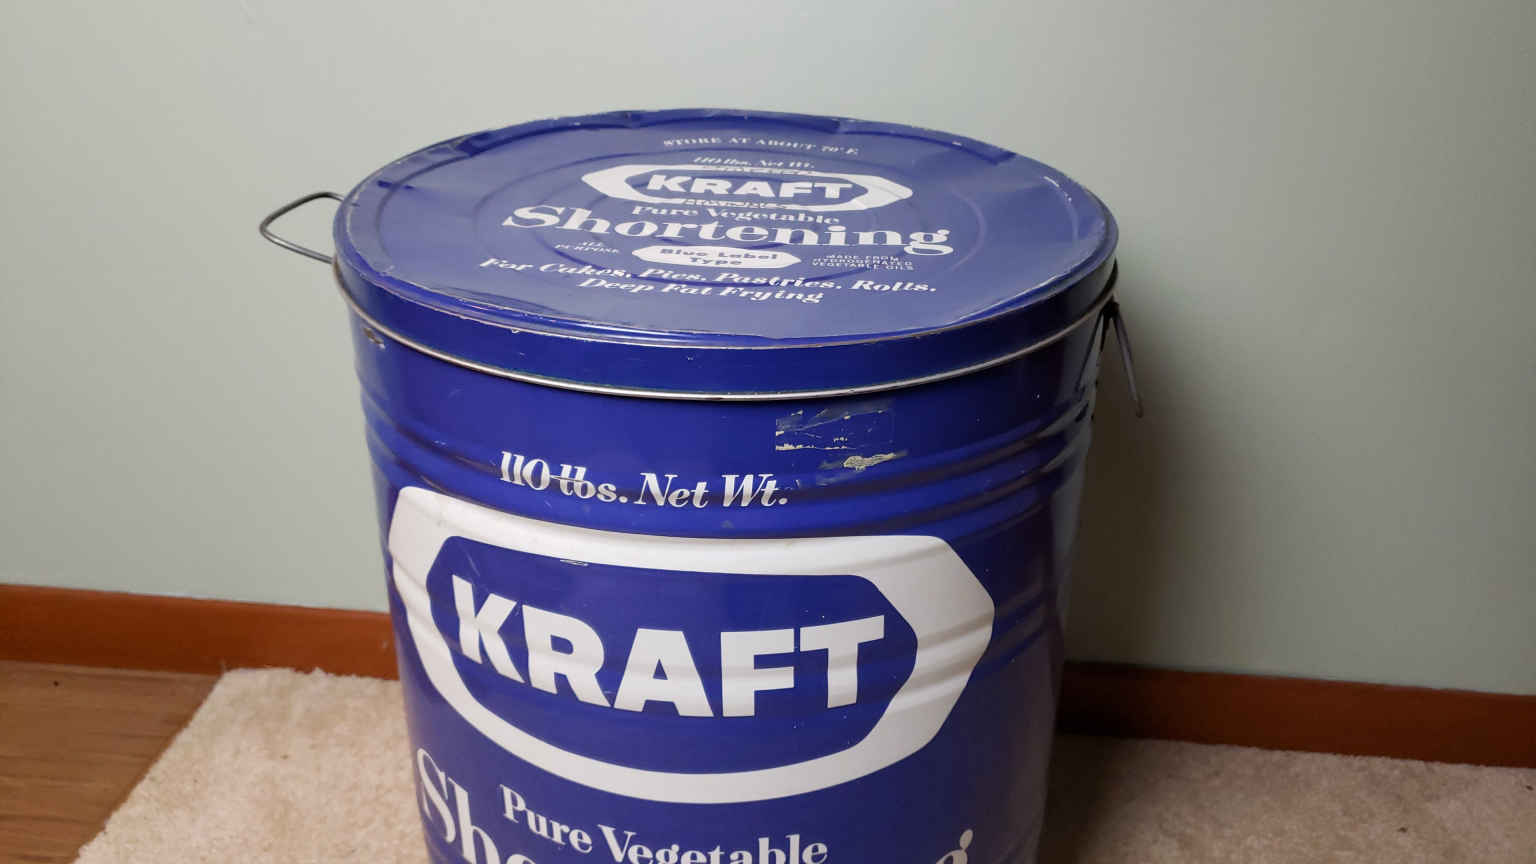 STORE AT ABOUT 70° F.
110 lbs. Net Wt.
KRAFT
Pure Vegetable
Shortening
ALL PURPOSE
Blue Label Type
MADE FROM HYDROGENATED VEGETABLE OILS
For Cakes, Pies, Pastries, Rolls,
Deep Fat Frying
110 lbs. Net Wt.
KRAFT
Pure Vegetable